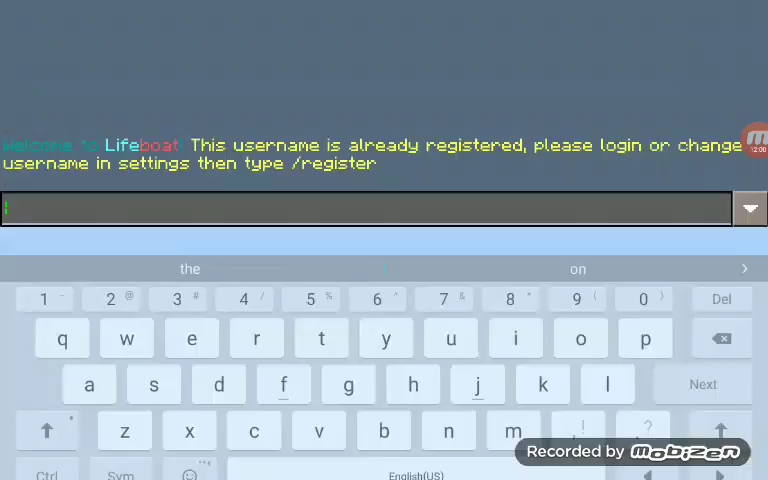 Welcome to Lifeboat! This username is already registered, please login or change
username in settings then type /register
12:00
the on
1 - 2 @ 3 # 4 / 5 % 6 ^ 7 & 8 * 9 ( 0 ) Del
q w e r t y u i o p
a s d f g h j k l Next
z x c v b n m , ! . ?
Recorded by MOBIZEN
Ctrl Sym English(US)